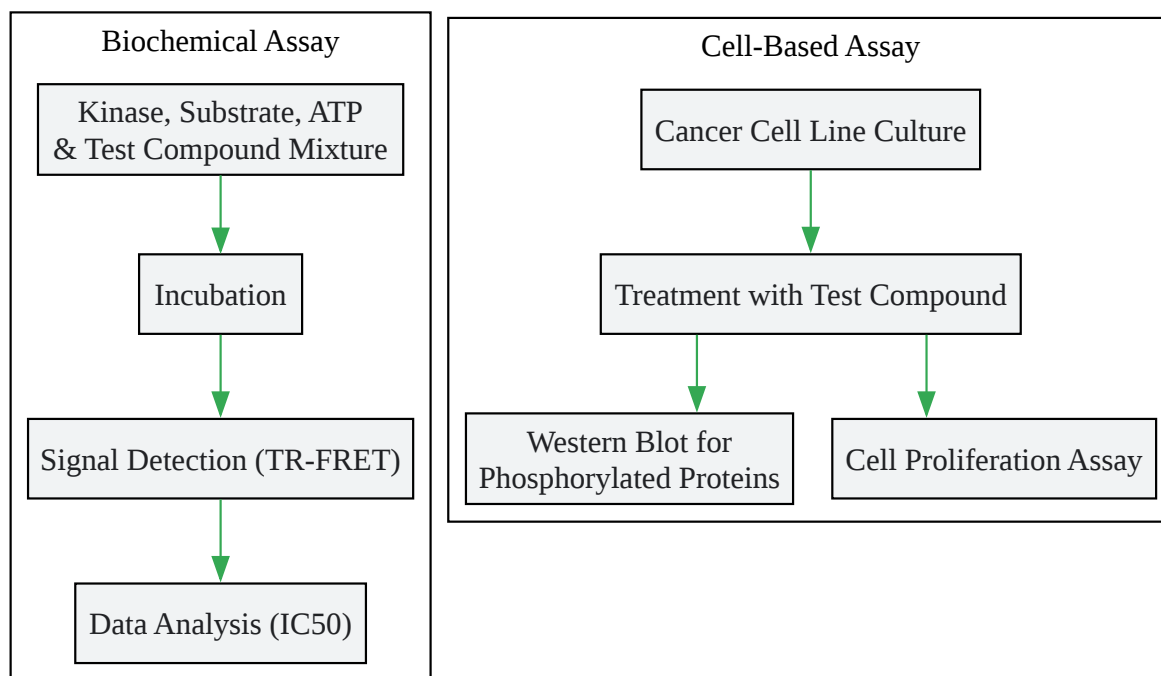 Biochemical Assay
Kinase, Substrate, ATP
& Test Compound Mixture
Incubation
Signal Detection (TR-FRET)
Data Analysis (IC50)
Cell-Based Assay
Cancer Cell Line Culture
Treatment with Test Compound
Western Blot for
Phosphorylated Proteins
Cell Proliferation Assay